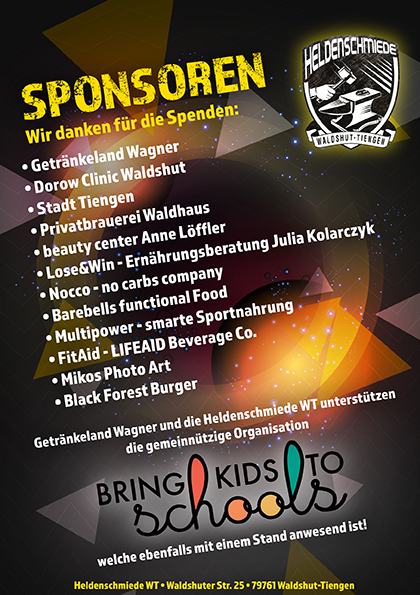 HELDENSCHMIEDE
WALDSHUT-TIENGEN
SPONSOREN
Wir danken für die Spenden:
• Getränkeland Wagner
• Dorow Clinic Waldshut
• Stadt Tiengen
• Privatbrauerei Waldhaus
• beauty center Anne Löffler
• Lose&Win - Ernährungsberatung Julia Kolarczyk
• Nocco - no carbs company
• Barebells functional Food
• Multipower - smarte Sportnahrung
• FitAid - LIFEAID Beverage Co.
• Mikos Photo Art
• Black Forest Burger
Getränkeland Wagner und die Heldenschmiede WT unterstützen
die gemeinnützige Organisation
BRING KIDS TO
schools
welche ebenfalls mit einem Stand anwesend ist!
Heldenschmiede WT • Waldshuter Str. 25 • 79761 Waldshut-Tiengen